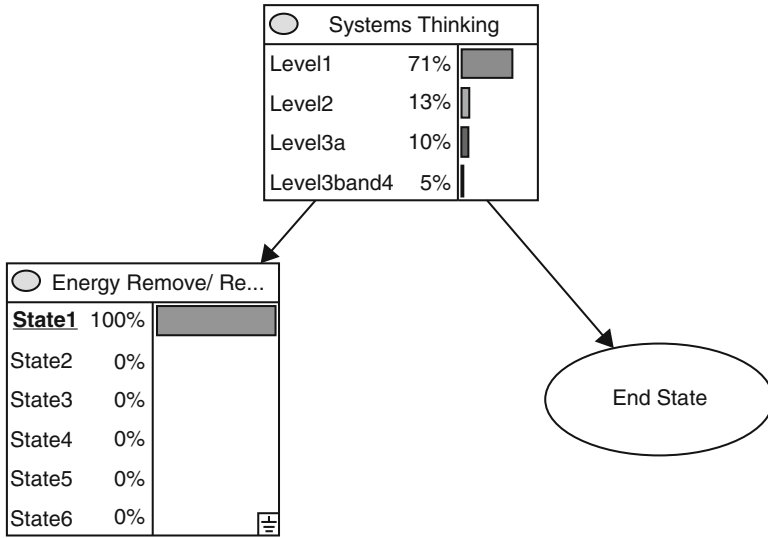 Systems Thinking
Level1 71%
Level2 13%
Level3a 10%
Level3band4 5%
Energy Remove/ Re...
State1 100%
State2 0%
State3 0%
State4 0%
State5 0%
State6 0%
End State